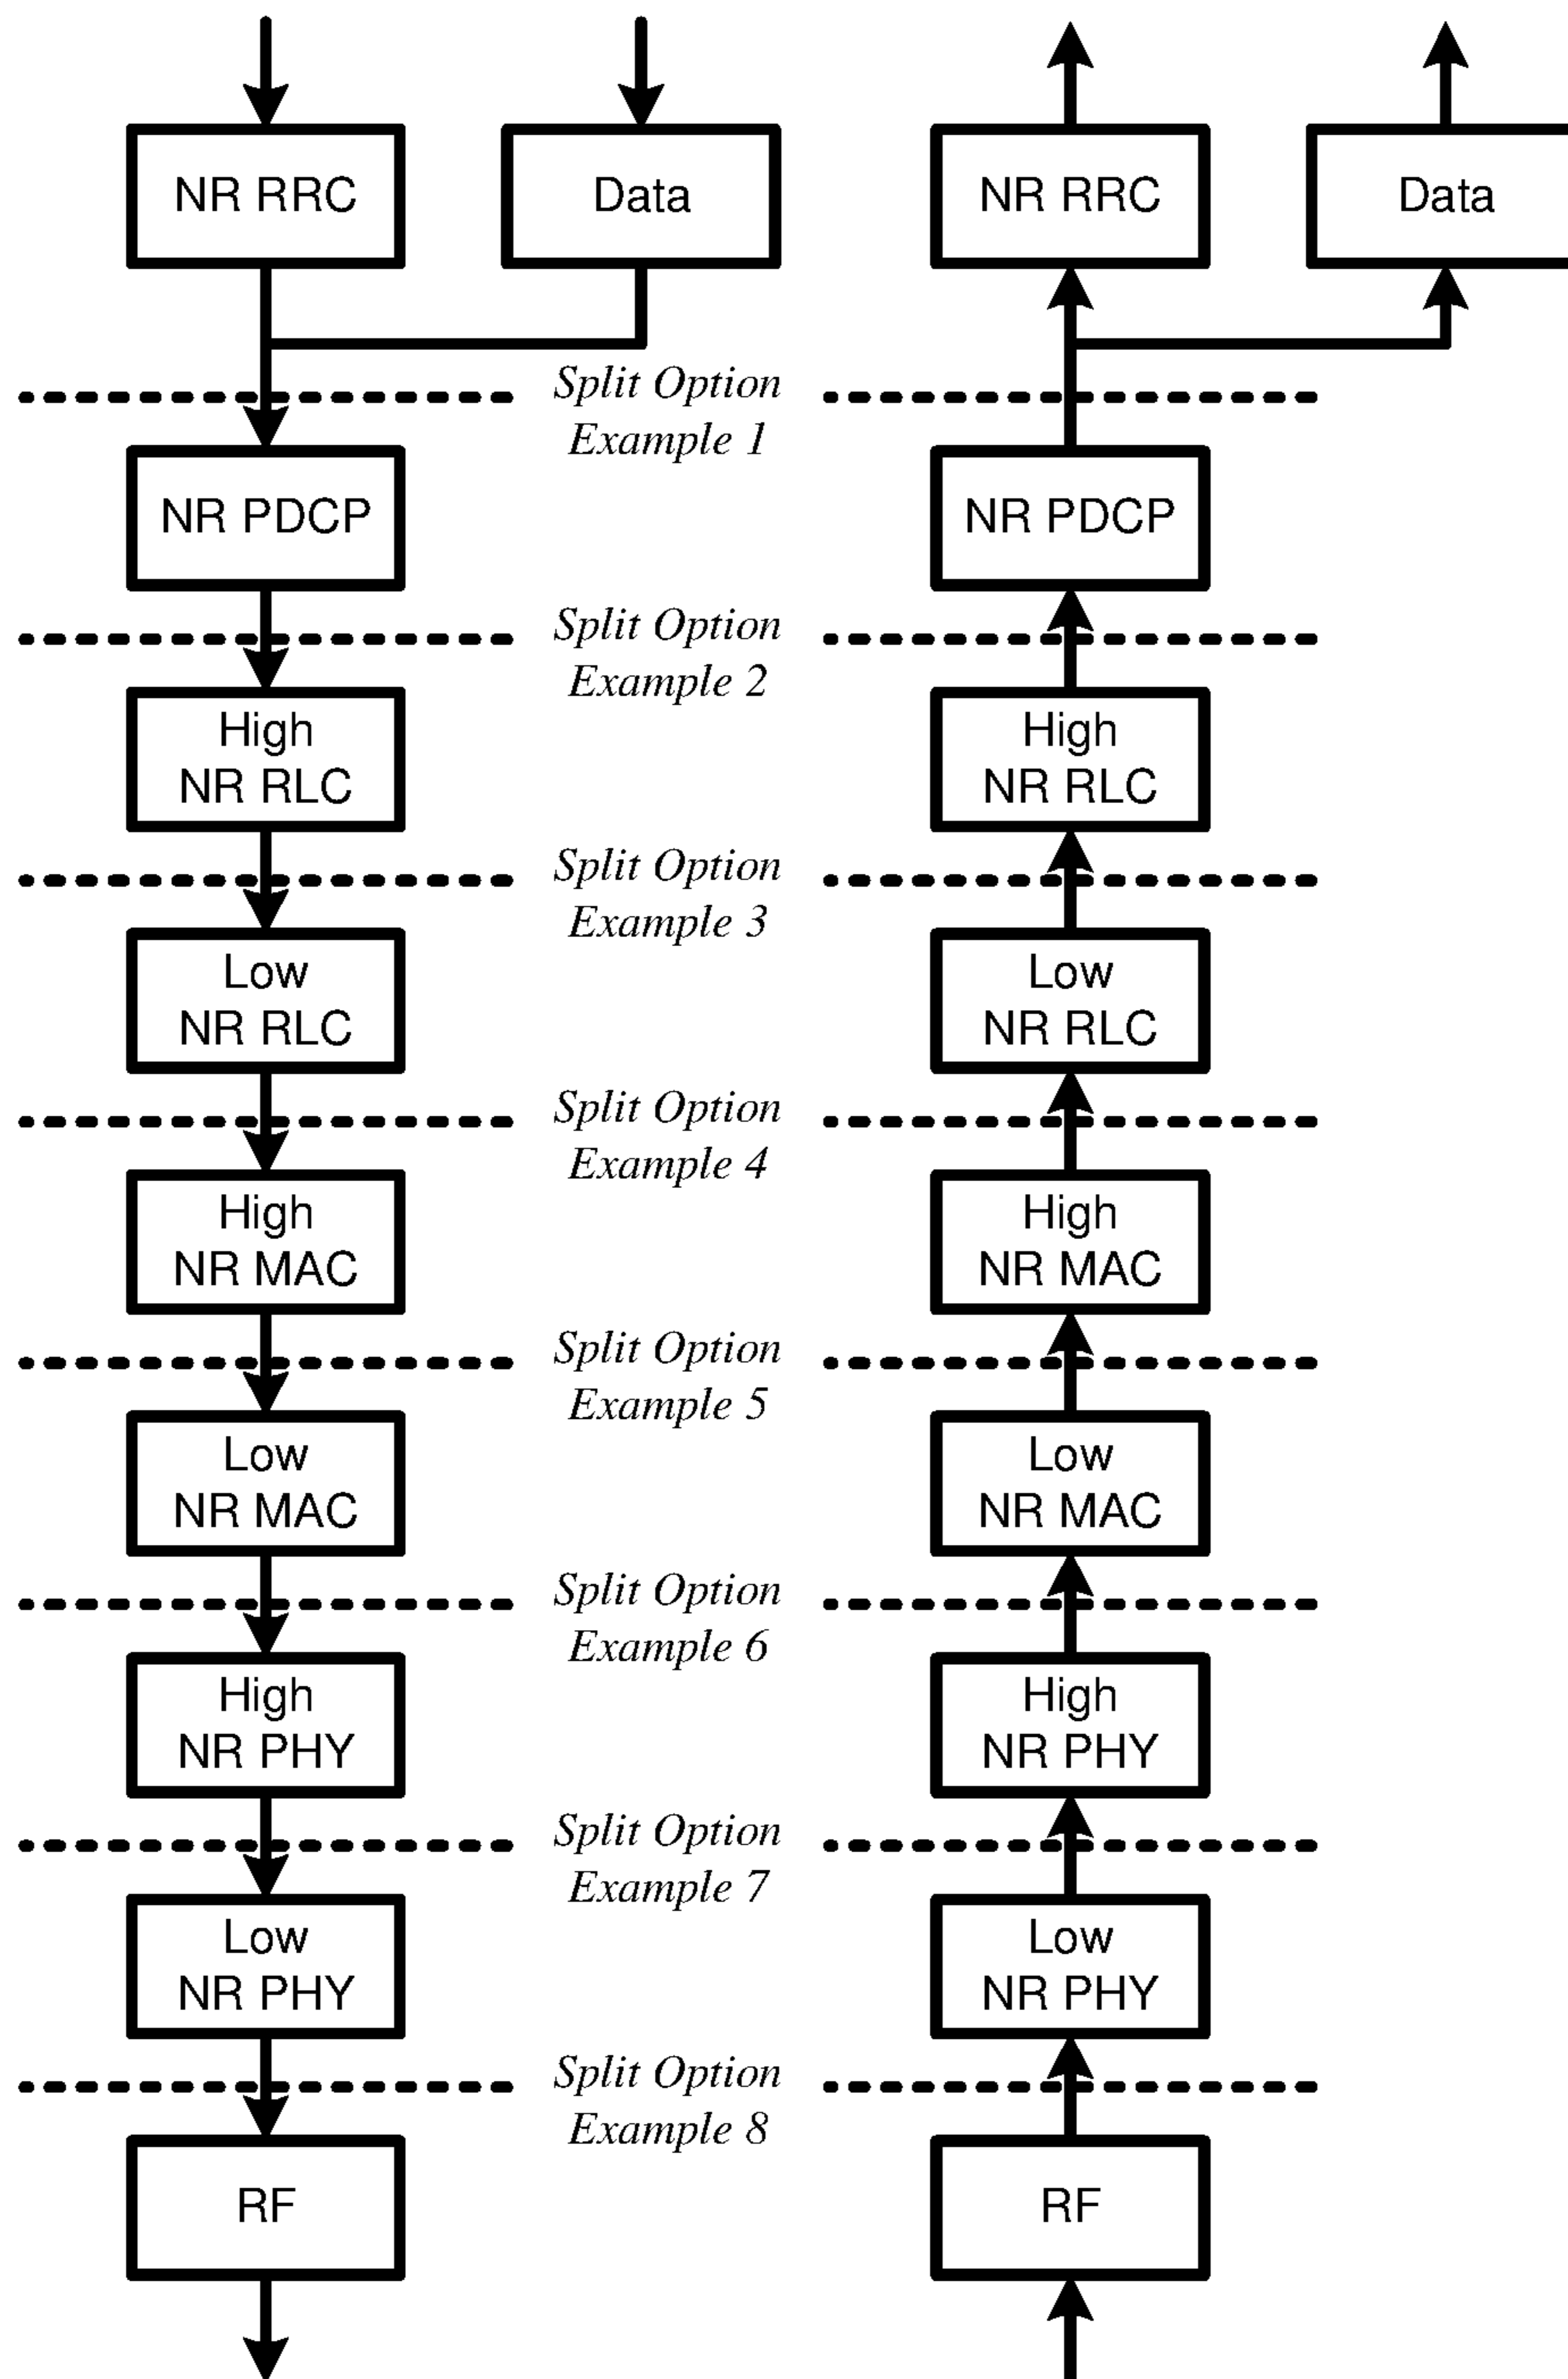 NR RRC
Data
NR RRC
Data
Split Option
Example 1
NR PDCP
NR PDCP
Split Option
Example 2
High
NR RLC
High
NR RLC
Split Option
Example 3
Low
NR RLC
Low
NR RLC
Split Option
Example 4
High
NR MAC
High
NR MAC
Split Option
Example 5
Low
NR MAC
Low
NR MAC
Split Option
Example 6
High
NR PHY
High
NR PHY
Split Option
Example 7
Low
NR PHY
Low
NR PHY
Split Option
Example 8
RF
RF